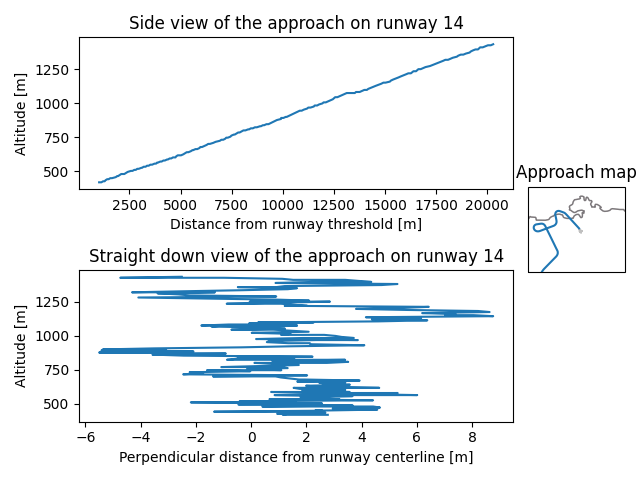 Side view of the approach on runway 14
1250
1000
750
500
Altitude [m]
2500 5000 7500 10000 12500 15000 17500 20000
Distance from runway threshold [m]
Approach map
Straight down view of the approach on runway 14
1250
1000
750
500
Altitude [m]
−6 −4 −2 0 2 4 6 8
Perpendicular distance from runway centerline [m]